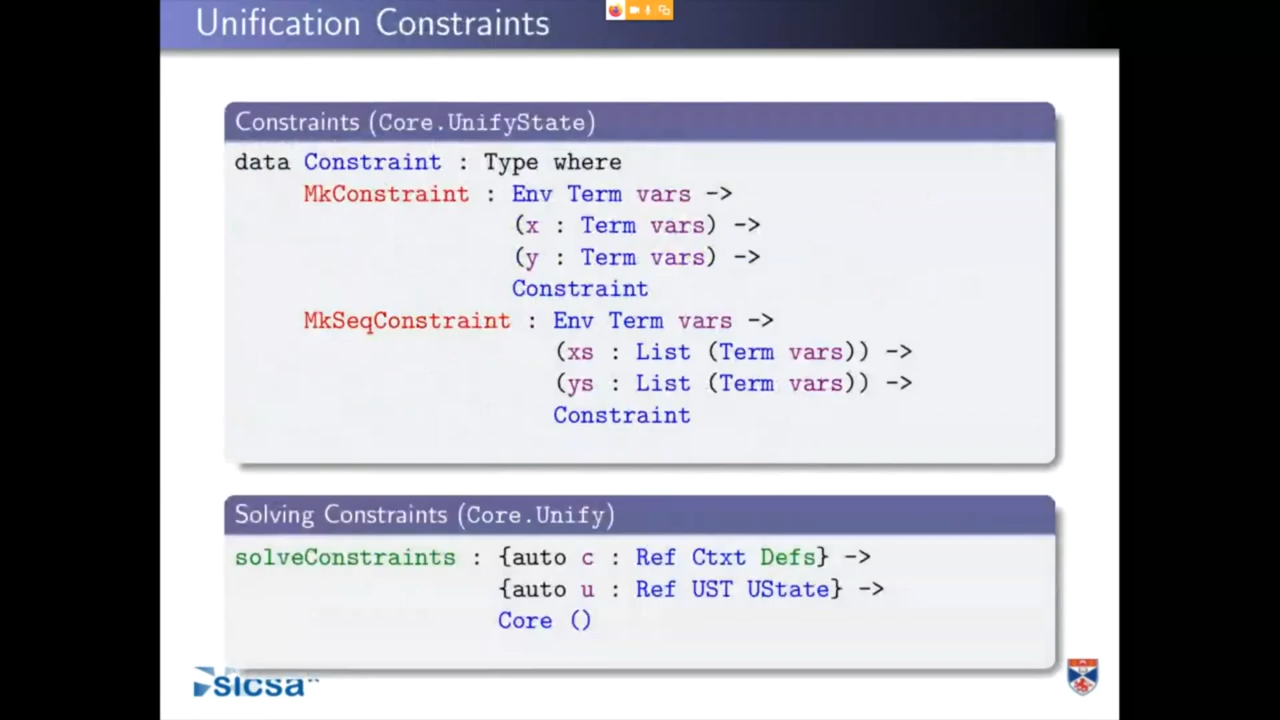 Unification Constraints
Constraints (Core.UnifyState)
data Constraint : Type where
MkConstraint : Env Term vars ->
(x : Term vars) ->
(y : Term vars) ->
Constraint
MkSeqConstraint : Env Term vars ->
(xs : List (Term vars)) ->
(ys : List (Term vars)) ->
Constraint
Solving Constraints (Core.Unify)
solveConstraints : {auto c : Ref Ctxt Defs} ->
{auto u : Ref UST UState} ->
Core ()
sicsa